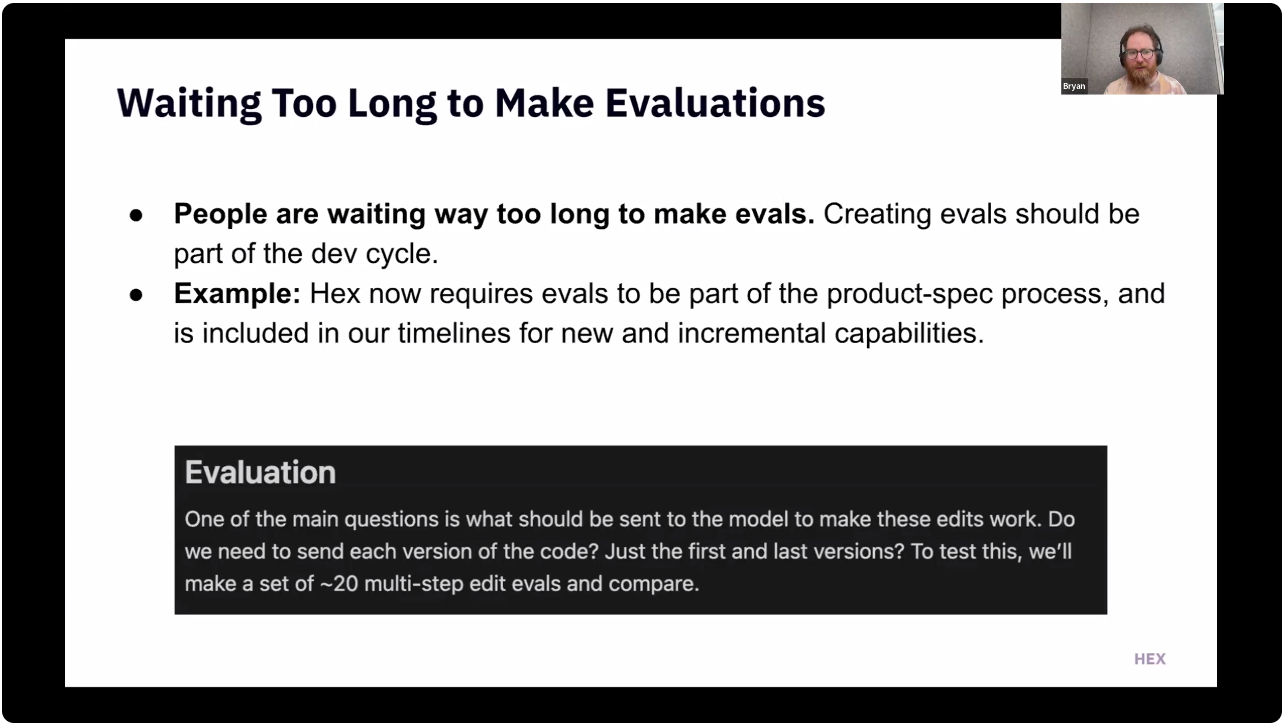 Bryan
Waiting Too Long to Make Evaluations
● People are waiting way too long to make evals. Creating evals should be
part of the dev cycle.
● Example: Hex now requires evals to be part of the product-spec process, and
is included in our timelines for new and incremental capabilities.
Evaluation
One of the main questions is what should be sent to the model to make these edits work. Do
we need to send each version of the code? Just the first and last versions? To test this, we’ll
make a set of ~20 multi-step edit evals and compare.
HEX